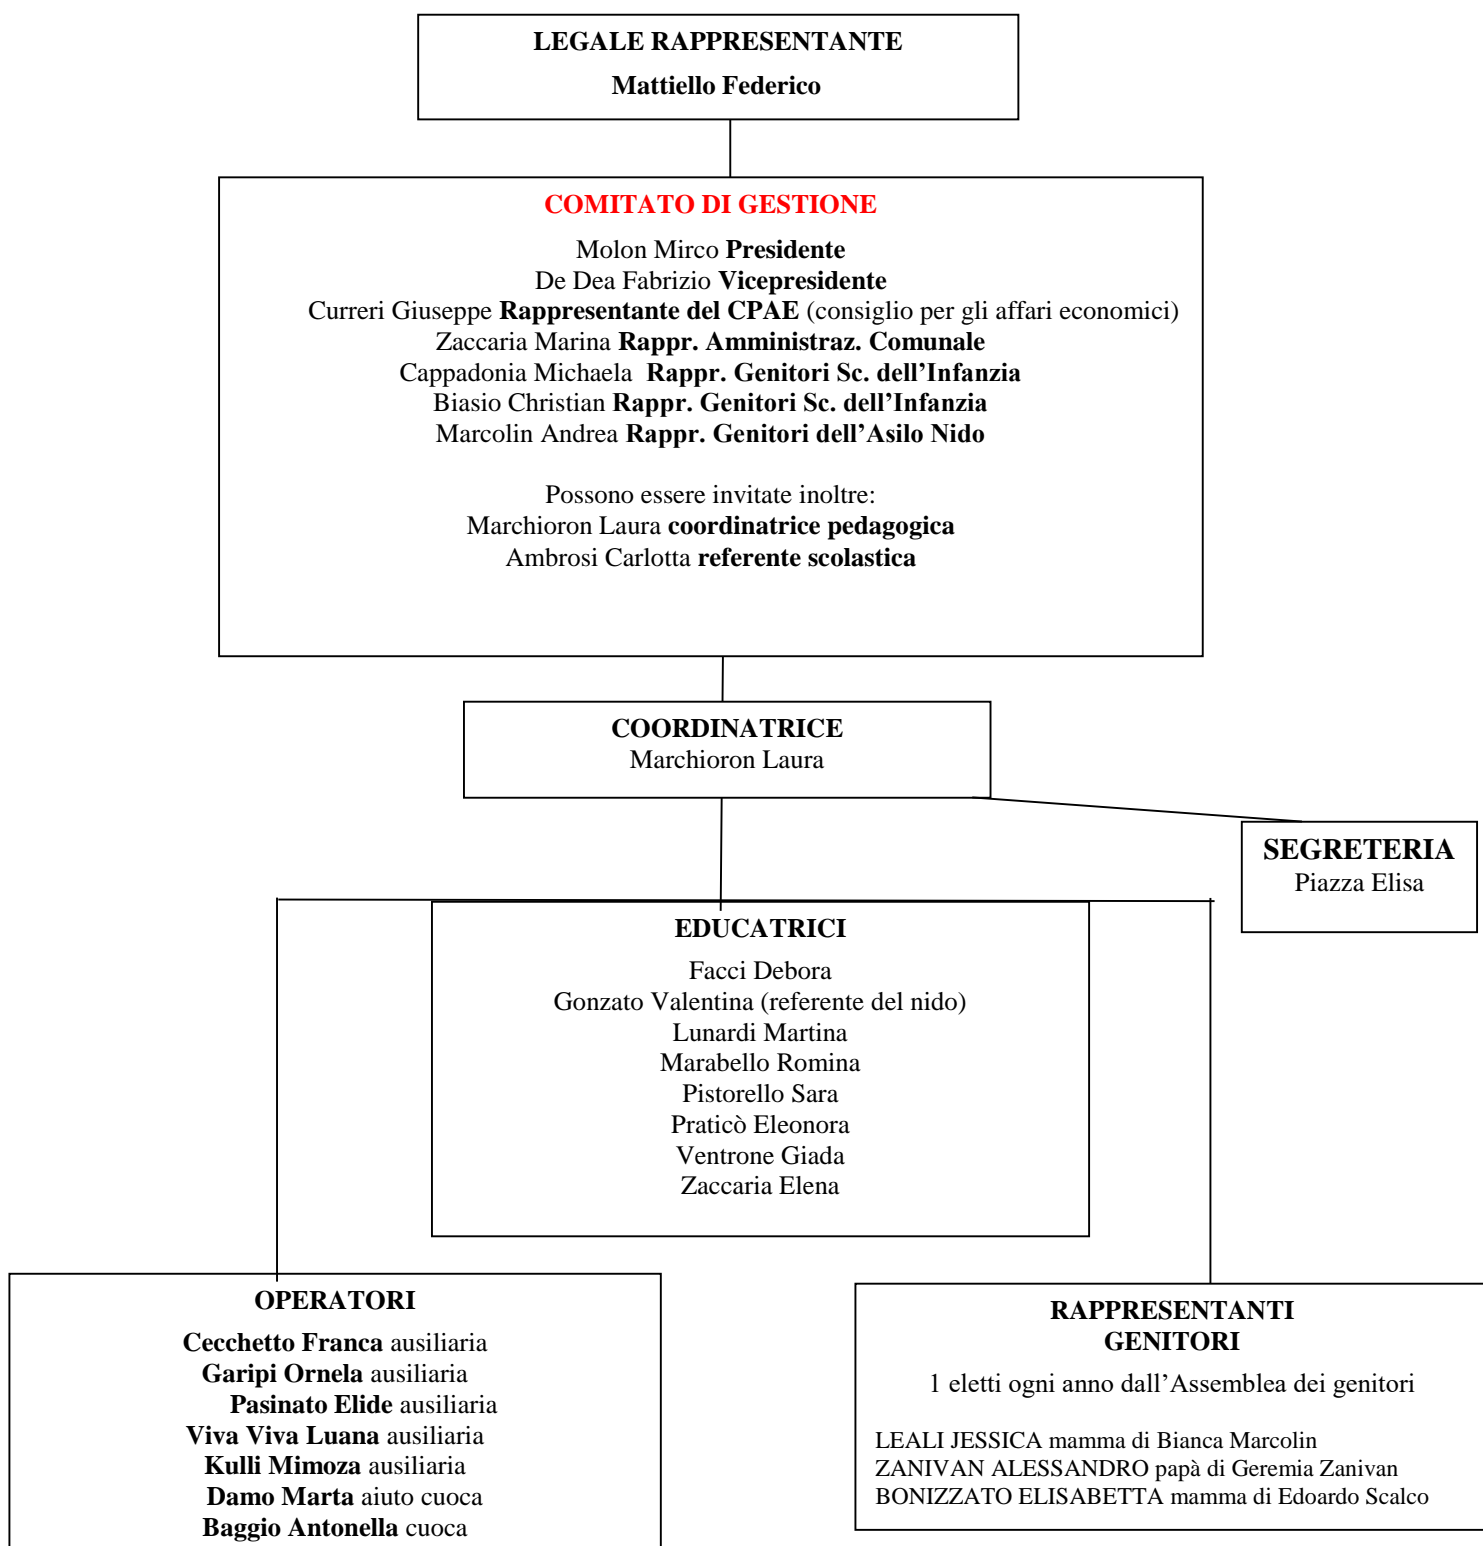 LEGALE RAPPRESENTANTE
Mattiello Federico
COMITATO DI GESTIONE
Molon Mirco Presidente
De Dea Fabrizio Vicepresidente
Curreri Giuseppe Rappresentante del CPAE (consiglio per gli affari economici)
Zaccaria Marina Rappr. Amministraz. Comunale
Cappadonia Michaela Rappr. Genitori Sc. dell’Infanzia
Biasio Christian Rappr. Genitori Sc. dell’Infanzia
Marcolin Andrea Rappr. Genitori dell’Asilo Nido
Possono essere invitate inoltre:
Marchioron Laura coordinatrice pedagogica
Ambrosi Carlotta referente scolastica
COORDINATRICE
Marchioron Laura
SEGRETERIA
Piazza Elisa
EDUCATRICI
Facci Debora
Gonzato Valentina (referente del nido)
Lunardi Martina
Marabello Romina
Pistorello Sara
Praticò Eleonora
Ventrone Giada
Zaccaria Elena
OPERATORI
Cecchetto Franca ausiliaria
Garipi Ornela ausiliaria
Pasinato Elide ausiliaria
Viva Viva Luana ausiliaria
Kulli Mimoza ausiliaria
Damo Marta aiuto cuoca
Baggio Antonella cuoca
RAPPRESENTANTI
GENITORI
1 eletti ogni anno dall’Assemblea dei genitori
LEALI JESSICA mamma di Bianca Marcolin
ZANIVAN ALESSANDRO papà di Geremia Zanivan
BONIZZATO ELISABETTA mamma di Edoardo Scalco